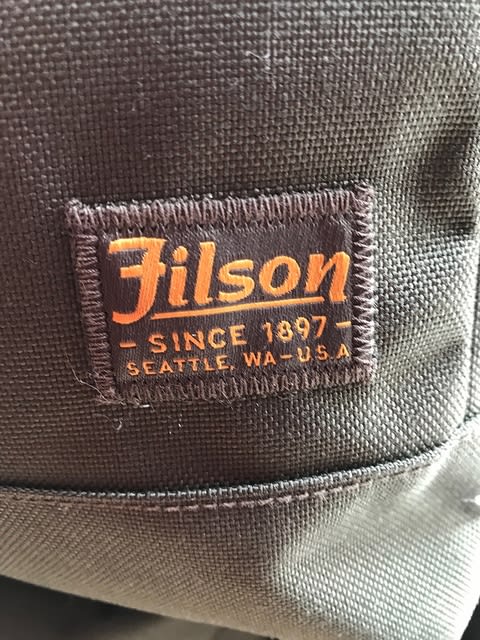 Filson
- SINCE 1897 -
SEATTLE, WA - U.S.A